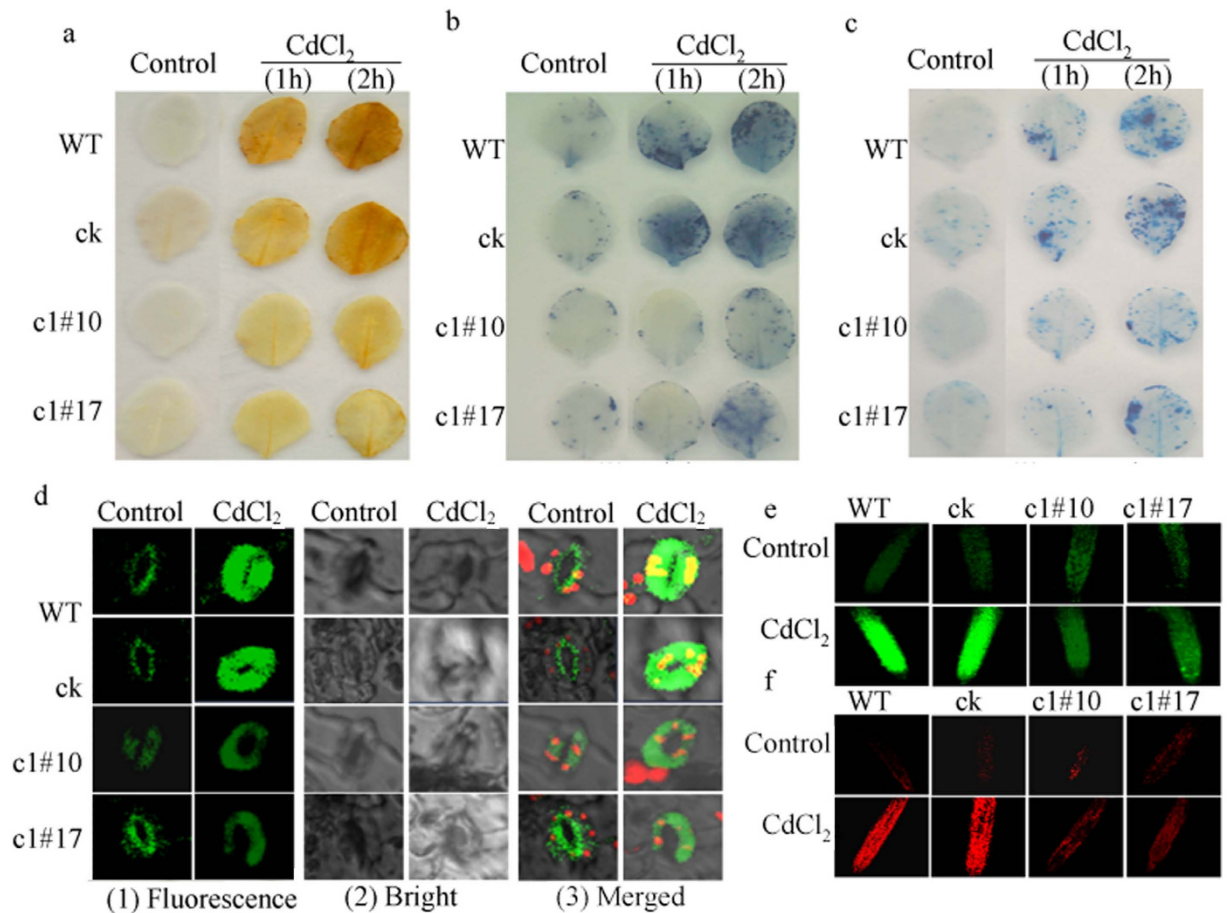 a
Control
CdCl₂
(1h) (2h)
WT
ck
c1#10
c1#17
b
Control
CdCl₂
(1h) (2h)
WT
ck
c1#10
c1#17
c
Control
CdCl₂
(1h) (2h)
WT
ck
c1#10
c1#17
d
Control CdCl₂ Control CdCl₂ Control CdCl₂
WT
ck
c1#10
c1#17
(1) Fluorescence (2) Bright (3) Merged
e
WT ck c1#10 c1#17
Control
CdCl₂
f
WT ck c1#10 c1#17
Control
CdCl₂